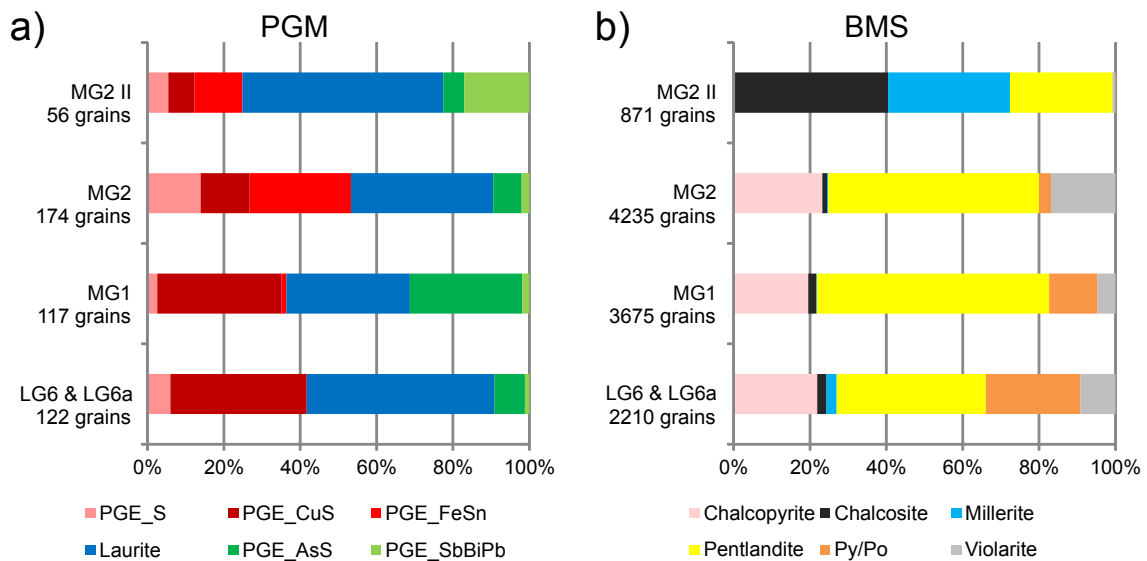 a)
PGM
MG2 II
56 grains
MG2
174 grains
MG1
117 grains
LG6 & LG6a
122 grains
0% 20% 40% 60% 80% 100%
PGE_S PGE_CuS PGE_FeSn
Laurite PGE_AsS PGE_SbBiPb
b)
BMS
MG2 II
871 grains
MG2
4235 grains
MG1
3675 grains
LG6 & LG6a
2210 grains
0% 20% 40% 60% 80% 100%
Chalcopyrite Chalcosite Millerite
Pentlandite Py/Po Violarite